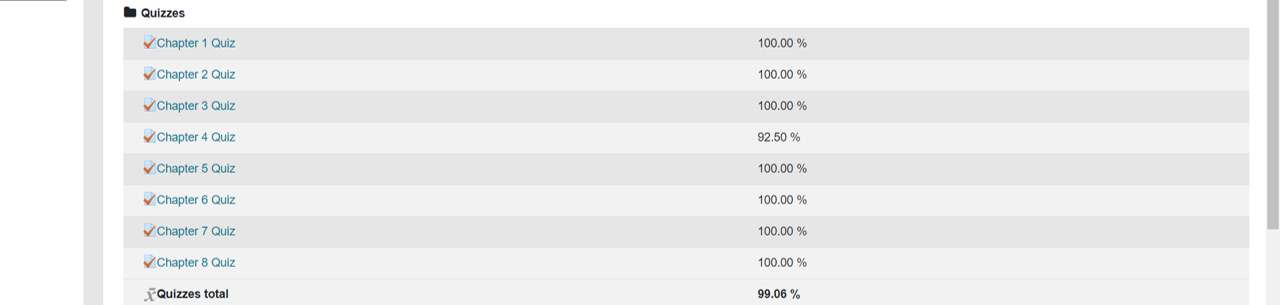 Quizzes
Chapter 1 Quiz 100.00 %
Chapter 2 Quiz 100.00 %
Chapter 3 Quiz 100.00 %
Chapter 4 Quiz 92.50 %
Chapter 5 Quiz 100.00 %
Chapter 6 Quiz 100.00 %
Chapter 7 Quiz 100.00 %
Chapter 8 Quiz 100.00 %
x̄ Quizzes total 99.06 %